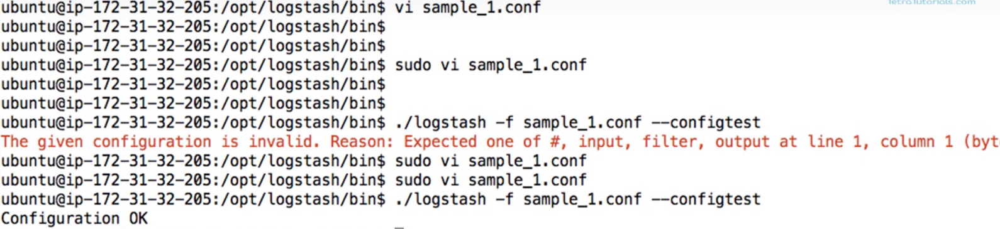 TetraTutorials.com
ubuntu@ip-172-31-32-205:/opt/logstash/bin$ vi sample_1.conf
ubuntu@ip-172-31-32-205:/opt/logstash/bin$
ubuntu@ip-172-31-32-205:/opt/logstash/bin$
ubuntu@ip-172-31-32-205:/opt/logstash/bin$ sudo vi sample_1.conf
ubuntu@ip-172-31-32-205:/opt/logstash/bin$
ubuntu@ip-172-31-32-205:/opt/logstash/bin$
ubuntu@ip-172-31-32-205:/opt/logstash/bin$ ./logstash -f sample_1.conf --configtest
The given configuration is invalid. Reason: Expected one of #, input, filter, output at line 1, column 1 (byt
ubuntu@ip-172-31-32-205:/opt/logstash/bin$ sudo vi sample_1.conf
ubuntu@ip-172-31-32-205:/opt/logstash/bin$ sudo vi sample_1.conf
ubuntu@ip-172-31-32-205:/opt/logstash/bin$ ./logstash -f sample_1.conf --configtest
Configuration OK